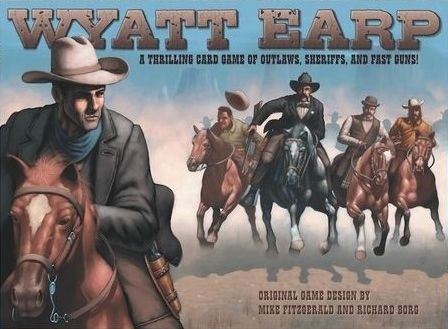 WYATT EARP
A THRILLING CARD GAME OF OUTLAWS, SHERIFFS, AND FAST GUNS!
ORIGINAL GAME DESIGN BY
MIKE FITZGERALD AND RICHARD BORG